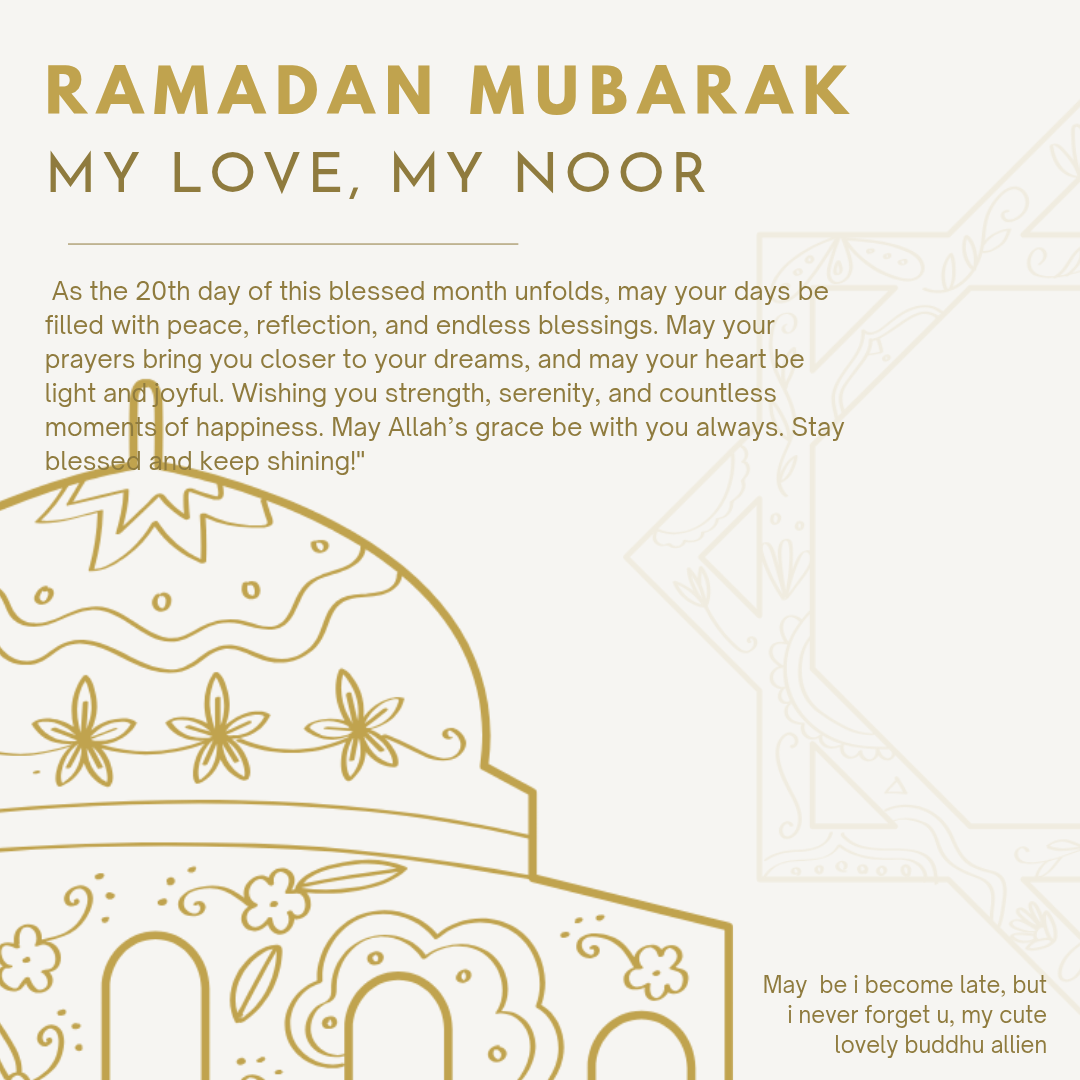 RAMADAN MUBARAK
MY LOVE, MY NOOR
As the 20th day of this blessed month unfolds, may your days be
filled with peace, reflection, and endless blessings. May your
prayers bring you closer to your dreams, and may your heart be
light and joyful. Wishing you strength, serenity, and countless
moments of happiness. May Allah’s grace be with you always. Stay
blessed and keep shining!"
May  be i become late, but
i never forget u, my cute
lovely buddhu allien